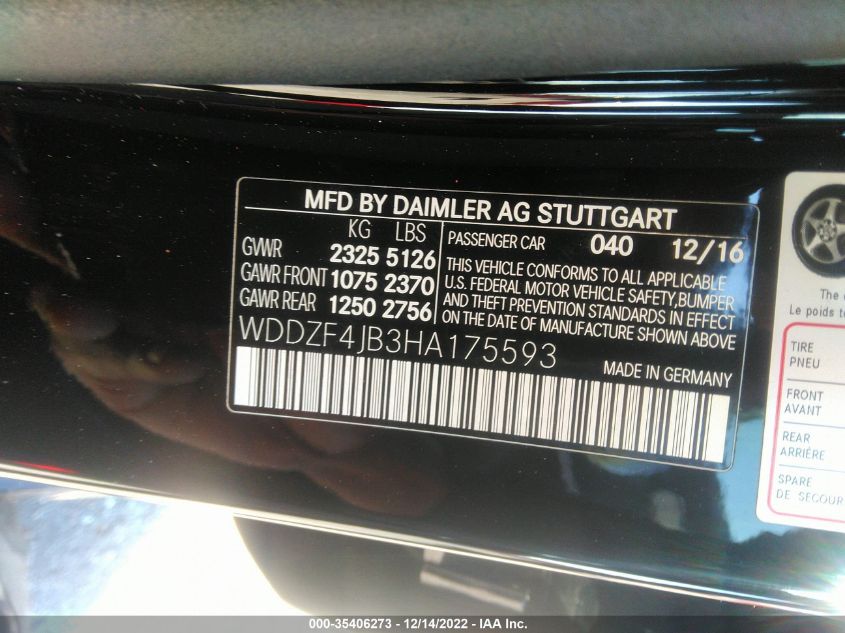 MFD BY DAIMLER AG STUTTGART
KG LBS
GVWR 2325 5126
GAWR FRONT 1075 2370
GAWR REAR 1250 2756
PASSENGER CAR 040 12/16
THIS VEHICLE CONFORMS TO ALL APPLICABLE
U.S. FEDERAL MOTOR VEHICLE SAFETY,BUMPER
AND THEFT PREVENTION STANDARDS IN EFFECT
ON THE DATE OF MANUFACTURE SHOWN ABOVE
WDDZF4JB3HA175593
MADE IN GERMANY
The
Le poids to
TIRE
PNEU
FRONT
AVANT
REAR
ARRIÈRE
SPARE
DE SECOUR
000-35406273 - 12/14/2022 - IAA Inc.